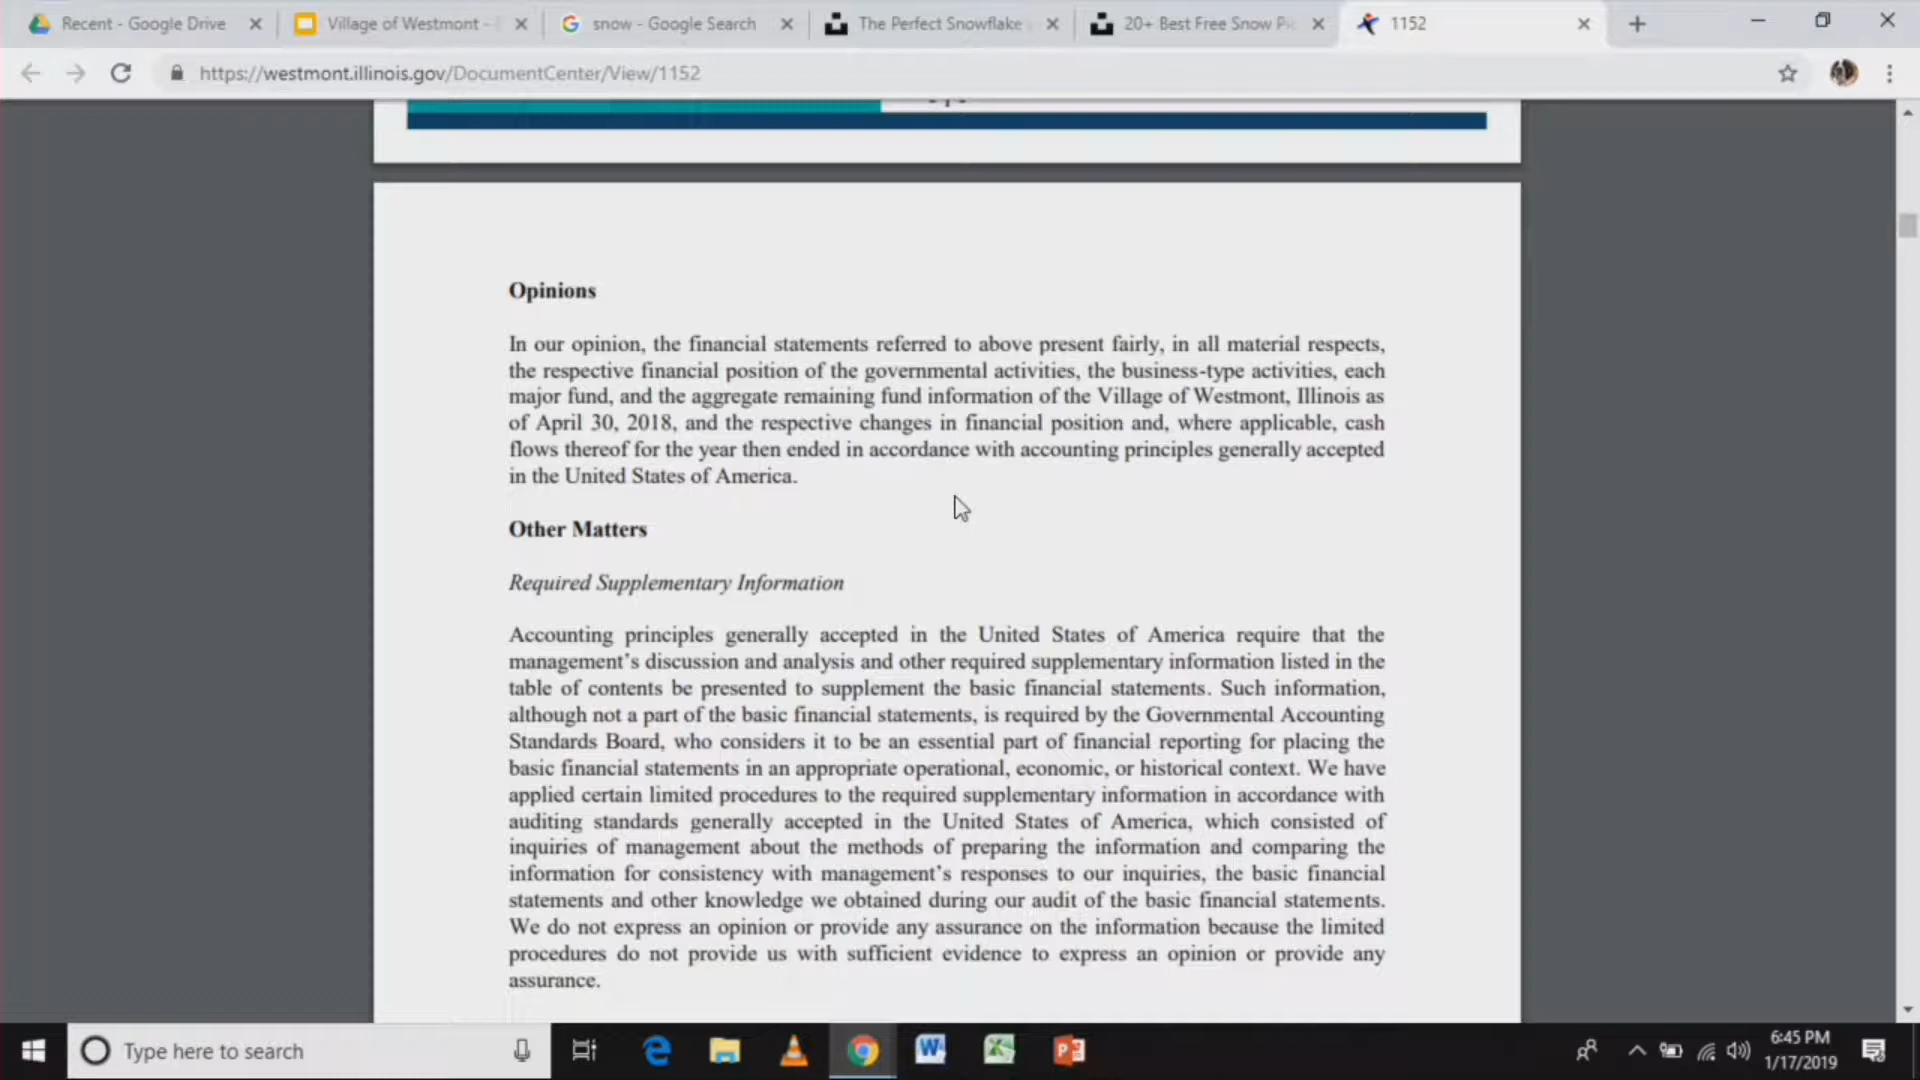 Recent - Google Drive
Village of Westmont -
snow - Google Search
The Perfect Snowflake
20+ Best Free Snow Pic
1152
https://westmont.illinois.gov/DocumentCenter/View/1152
Opinions
In our opinion, the financial statements referred to above present fairly, in all material respects,
the respective financial position of the governmental activities, the business-type activities, each
major fund, and the aggregate remaining fund information of the Village of Westmont, Illinois as
of April 30, 2018, and the respective changes in financial position and, where applicable, cash
flows thereof for the year then ended in accordance with accounting principles generally accepted
in the United States of America.
Other Matters
Required Supplementary Information
Accounting principles generally accepted in the United States of America require that the
management's discussion and analysis and other required supplementary information listed in the
table of contents be presented to supplement the basic financial statements. Such information,
although not a part of the basic financial statements, is required by the Governmental Accounting
Standards Board, who considers it to be an essential part of financial reporting for placing the
basic financial statements in an appropriate operational, economic, or historical context. We have
applied certain limited procedures to the required supplementary information in accordance with
auditing standards generally accepted in the United States of America, which consisted of
inquiries of management about the methods of preparing the information and comparing the
information for consistency with management's responses to our inquiries, the basic financial
statements and other knowledge we obtained during our audit of the basic financial statements.
We do not express an opinion or provide any assurance on the information because the limited
procedures do not provide us with sufficient evidence to express an opinion or provide any
assurance.
Type here to search
6:45 PM
1/17/2019